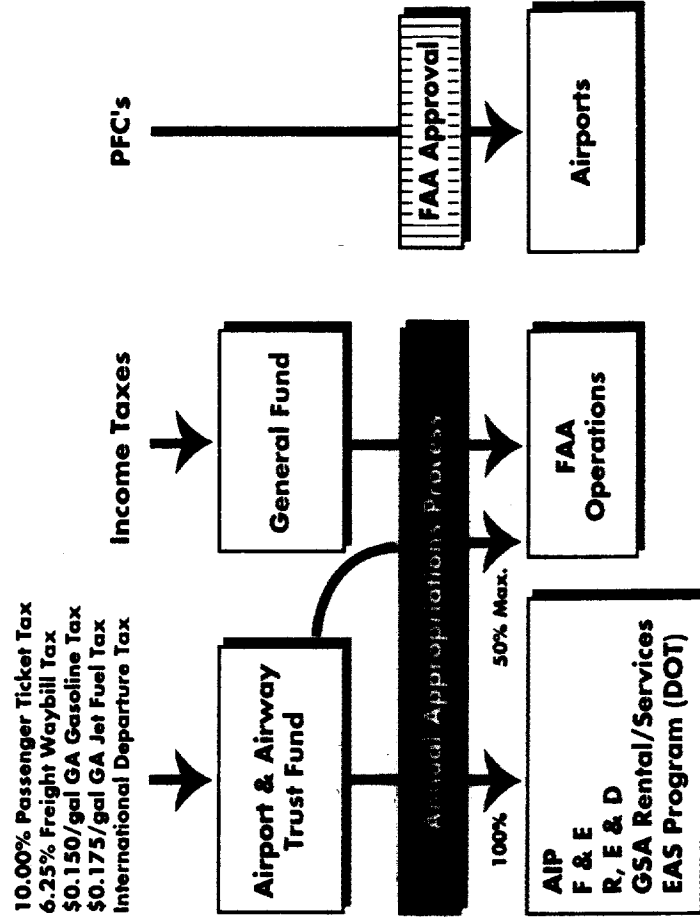 10.00% Passenger Ticket Tax
6.25% Freight Waybill Tax
$0.150/gal GA Gasoline Tax
$0.175/gal GA Jet Fuel Tax
International Departure Tax
Income Taxes
PFC's
Airport & Airway
Trust Fund
General Fund
Annual Appropriations Process
FAA Approval
100%
50% Max.
AIP
F & E
R, E & D
GSA Rental/Services
EAS Program (DOT)
FAA
Operations
Airports